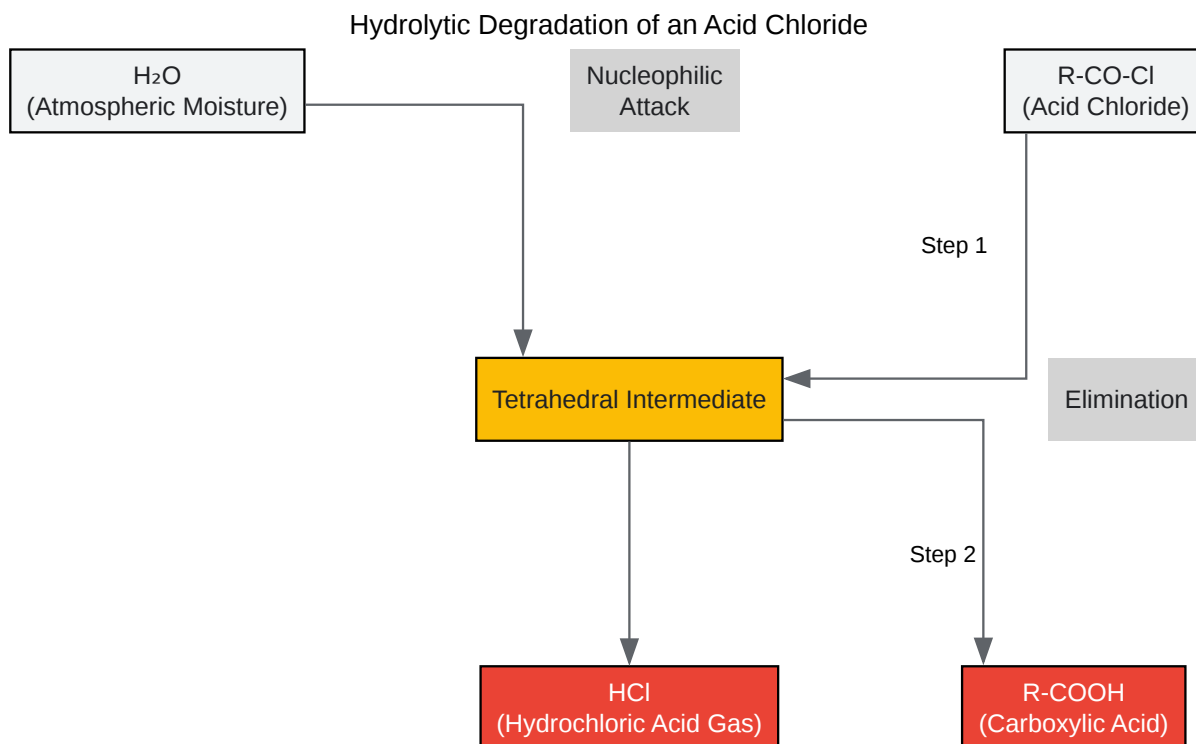 Hydrolytic Degradation of an Acid Chloride
H₂O
(Atmospheric Moisture)
Nucleophilic
Attack
R-CO-Cl
(Acid Chloride)
Step 1
Tetrahedral Intermediate
Elimination
Step 2
HCl
(Hydrochloric Acid Gas)
R-COOH
(Carboxylic Acid)